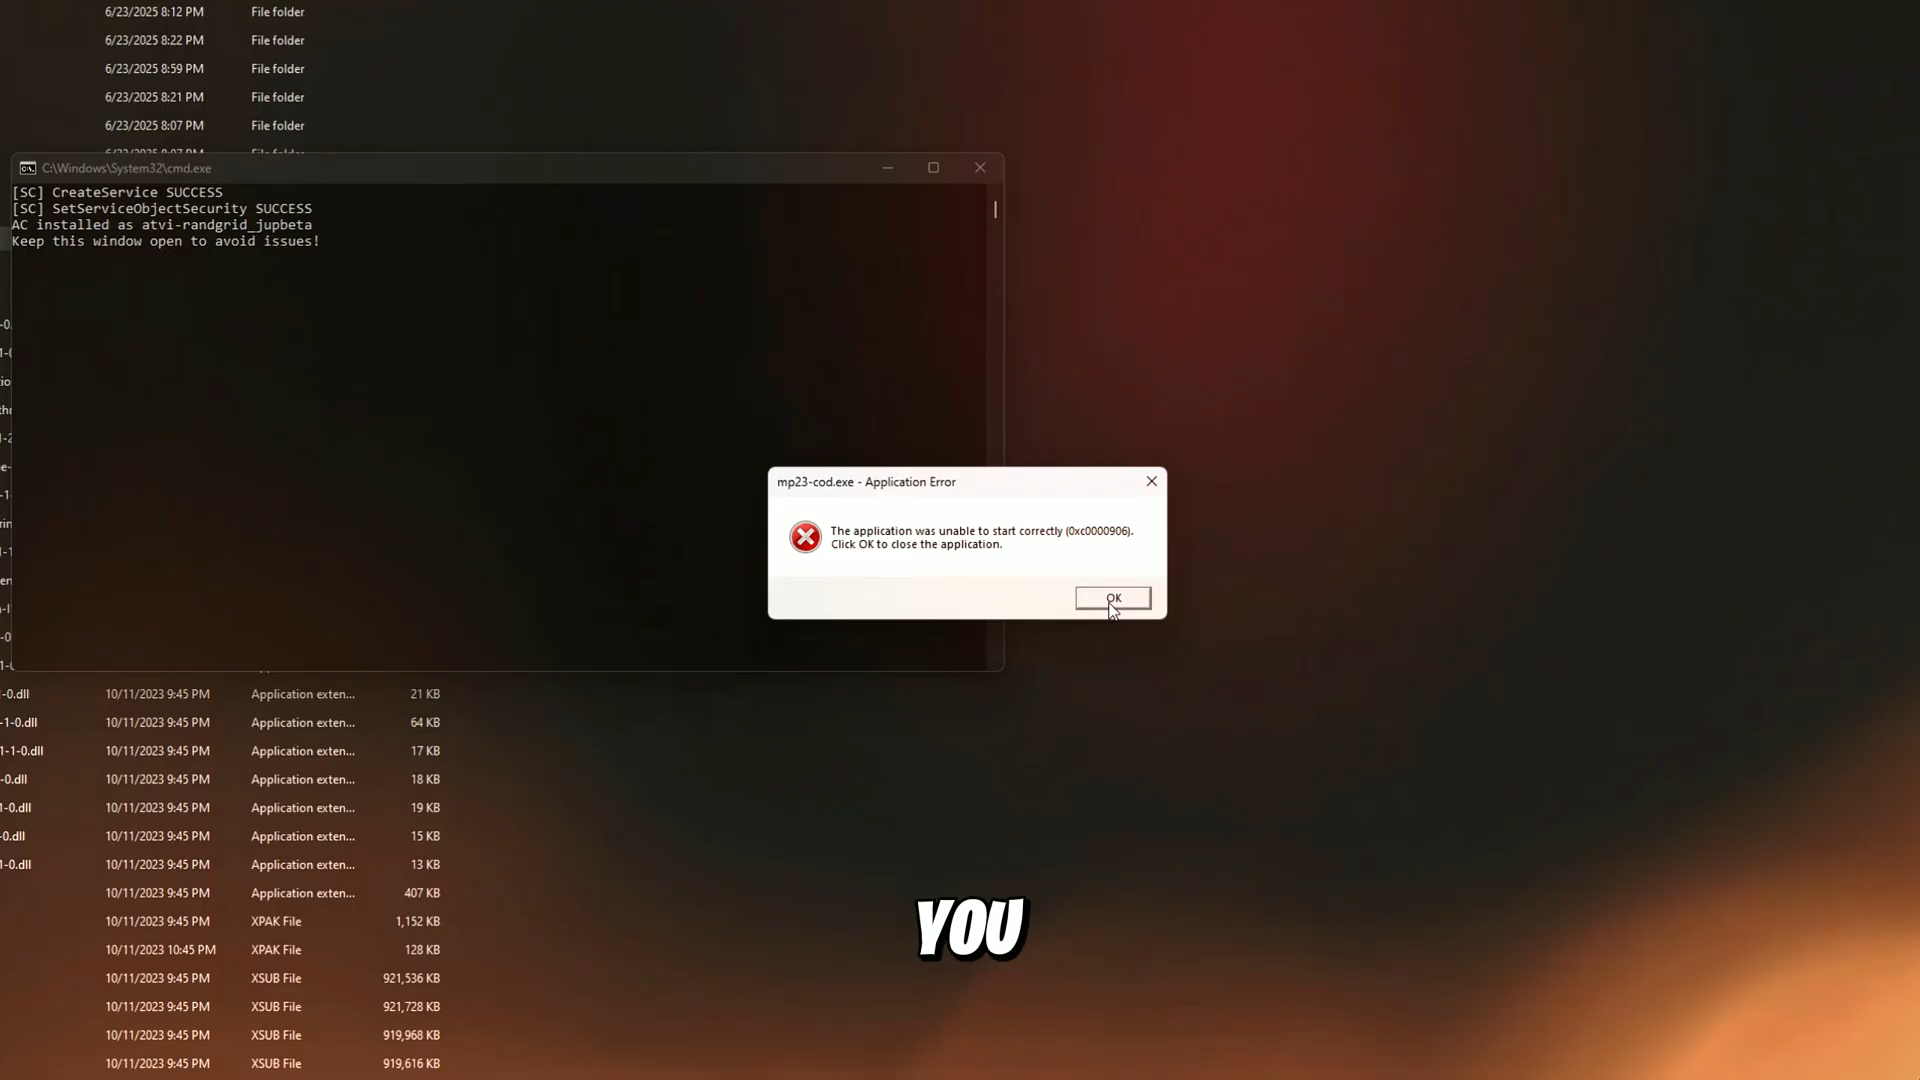 6/23/2025 8:12 PM File folder
6/23/2025 8:22 PM File folder
6/23/2025 8:59 PM File folder
6/23/2025 8:21 PM File folder
6/23/2025 8:07 PM File folder
C:\Windows\System32\cmd.exe
[SC] CreateService SUCCESS
[SC] SetServiceObjectSecurity SUCCESS
AC installed as atvi-randgrid_jupbeta
Keep this window open to avoid issues!
mp23-cod.exe - Application Error
The application was unable to start correctly (0xc0000906).
Click OK to close the application.
OK
-0.dll 10/11/2023 9:45 PM Application exten... 21 KB
-1-0.dll 10/11/2023 9:45 PM Application exten... 64 KB
1-1-0.dll 10/11/2023 9:45 PM Application exten... 17 KB
-0.dll 10/11/2023 9:45 PM Application exten... 18 KB
1-0.dll 10/11/2023 9:45 PM Application exten... 19 KB
-0.dll 10/11/2023 9:45 PM Application exten... 15 KB
1-0.dll 10/11/2023 9:45 PM Application exten... 13 KB
10/11/2023 9:45 PM Application exten... 407 KB
10/11/2023 9:45 PM XPAK File 1,152 KB
YOU
10/11/2023 10:45 PM XPAK File 128 KB
10/11/2023 9:45 PM XSUB File 921,536 KB
10/11/2023 9:45 PM XSUB File 921,728 KB
10/11/2023 9:45 PM XSUB File 919,968 KB
10/11/2023 9:45 PM XSUB File 919,616 KB